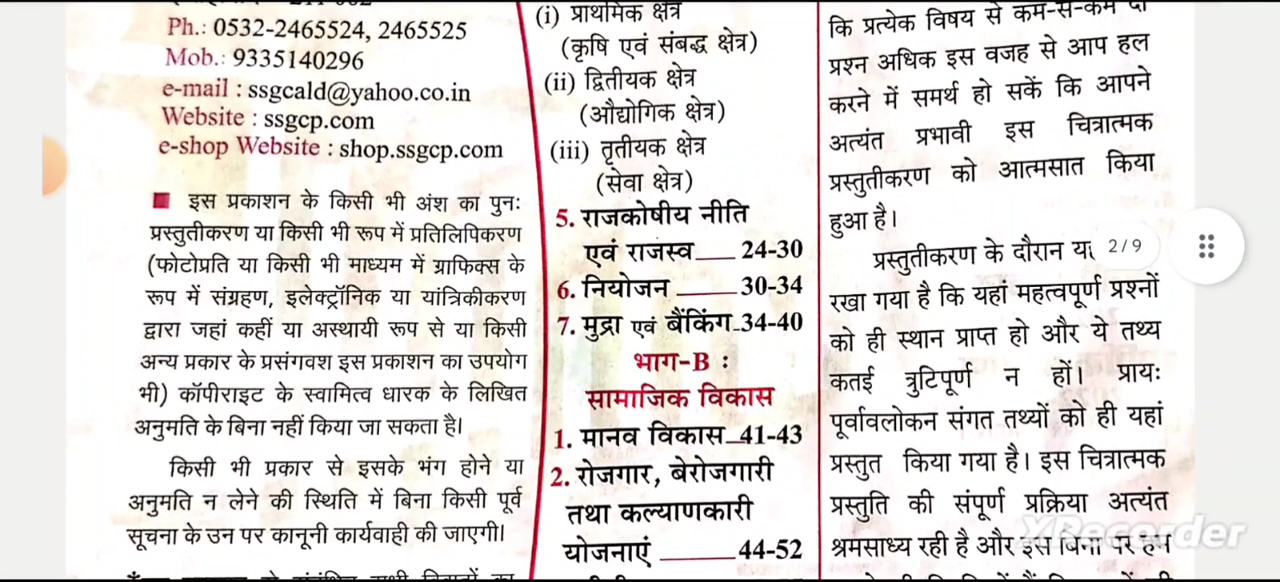 Ph.: 0532-2465524, 2465525
Mob.: 9335140296
e-mail : ssgcald@yahoo.co.in
Website : ssgcp.com
e-shop Website : shop.ssgcp.com
■ इस प्रकाशन के किसी भी अंश का पुनः
प्रस्तुतीकरण या किसी भी रूप में प्रतिलिपिकरण
(फोटोप्रति या किसी भी माध्यम में ग्राफिक्स के
रूप में संग्रहण, इलेक्ट्रॉनिक या यांत्रिकीकरण
द्वारा जहां कहीं या अस्थायी रूप से या किसी
अन्य प्रकार के प्रसंगवश इस प्रकाशन का उपयोग
भी) कॉपीराइट के स्वामित्व धारक के लिखित
अनुमति के बिना नहीं किया जा सकता है।
किसी भी प्रकार से इसके भंग होने या
अनुमति न लेने की स्थिति में बिना किसी पूर्व
सूचना के उन पर कानूनी कार्यवाही की जाएगी।
(i) प्राथमिक क्षेत्र
(कृषि एवं संबद्ध क्षेत्र)
(ii) द्वितीयक क्षेत्र
(औद्योगिक क्षेत्र)
(iii) तृतीयक क्षेत्र
(सेवा क्षेत्र)
5. राजकोषीय नीति
एवं राजस्व___ 24-30
6. नियोजन _____ 30-34
7. मुद्रा एवं बैंकिंग_34-40
भाग-B :
सामाजिक विकास
1. मानव विकास_41-43
2. रोजगार, बेरोजगारी
तथा कल्याणकारी
योजनाएं ______44-52
कि प्रत्येक विषय से कम-से-कम दो
प्रश्न अधिक इस वजह से आप हल
करने में समर्थ हो सकें कि आपने
अत्यंत प्रभावी इस चित्रात्मक
प्रस्तुतीकरण को आत्मसात किया
हुआ है।
प्रस्तुतीकरण के दौरान 2/9
रखा गया है कि यहां महत्वपूर्ण प्रश्नों
को ही स्थान प्राप्त हो और ये तथ्य
कतई त्रुटिपूर्ण न हों। प्रायः
पूर्वावलोकन संगत तथ्यों को ही यहां
प्रस्तुत किया गया है। इस चित्रात्मक
प्रस्तुति की संपूर्ण प्रक्रिया अत्यंत
श्रमसाध्य रही है और इस बिना पर हम
XRecorder